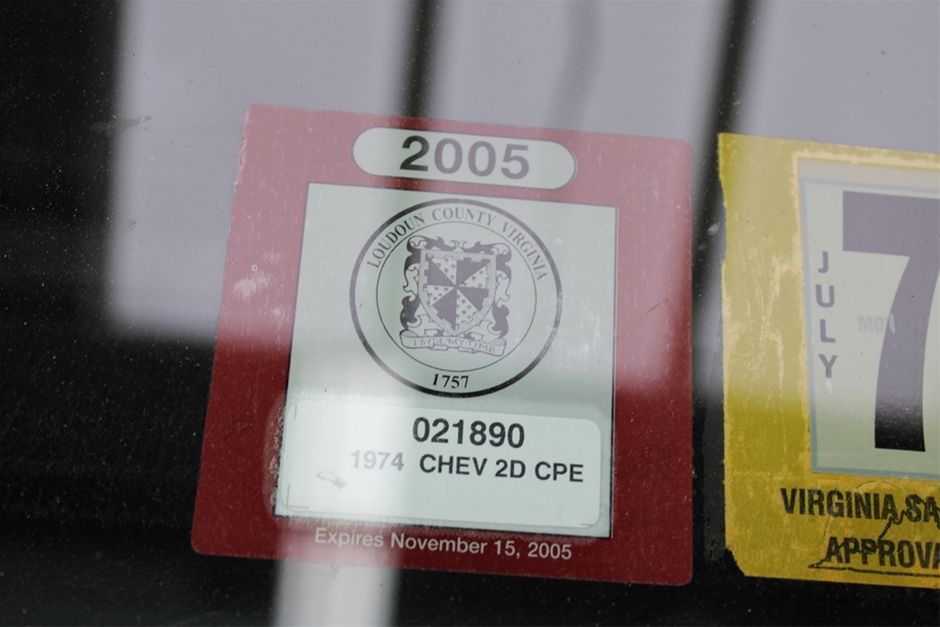 2005
LOUDOUN COUNTY VIRGINIA
1757
021890
1974 CHEV 2D CPE
Expires November 15, 2005
JULY
7
VIRGINIA SA
APPROVA